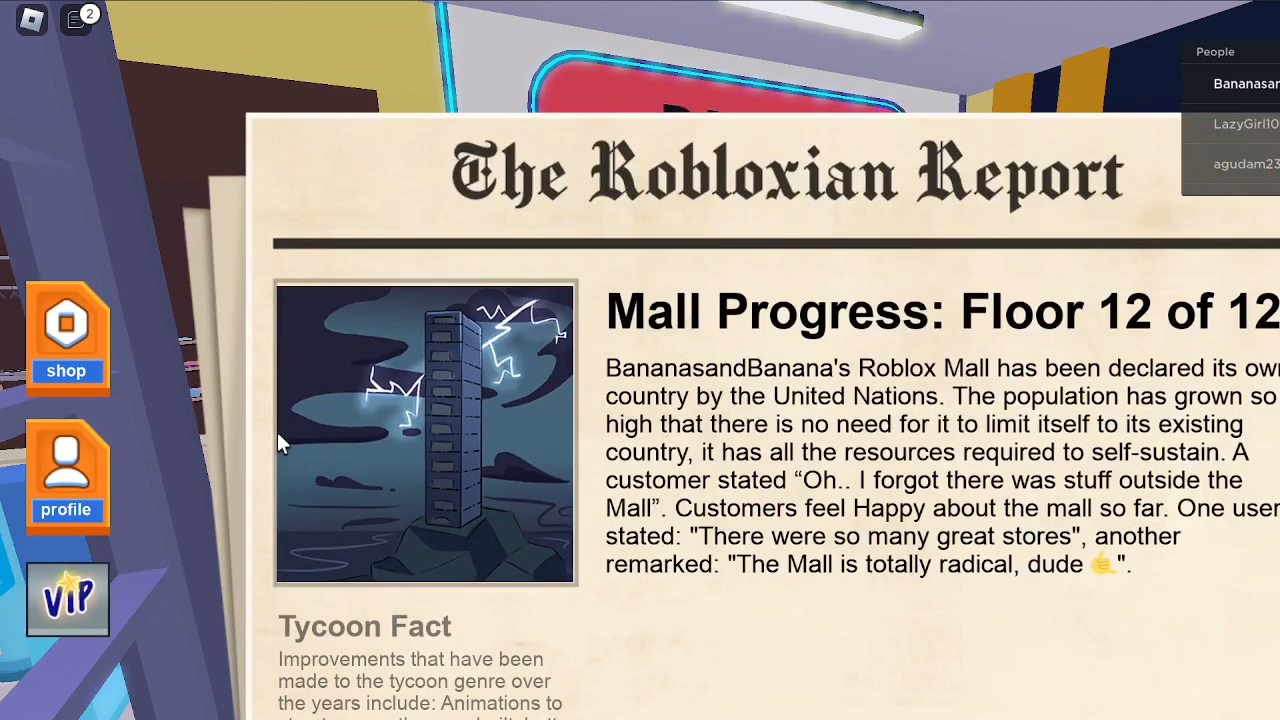 2
People
Bananasan
LazyGirl10
agudam23
The Robloxian Report
Mall Progress: Floor 12 of 12
BananasandBanana's Roblox Mall has been declared its own
country by the United Nations. The population has grown so
high that there is no need for it to limit itself to its existing
country, it has all the resources required to self-sustain. A
customer stated “Oh.. I forgot there was stuff outside the
Mall”. Customers feel Happy about the mall so far. One user
stated: "There were so many great stores", another
remarked: "The Mall is totally radical, dude 🤙".
shop
profile
VIP
Tycoon Fact
Improvements that have been
made to the tycoon genre over
the years include: Animations to